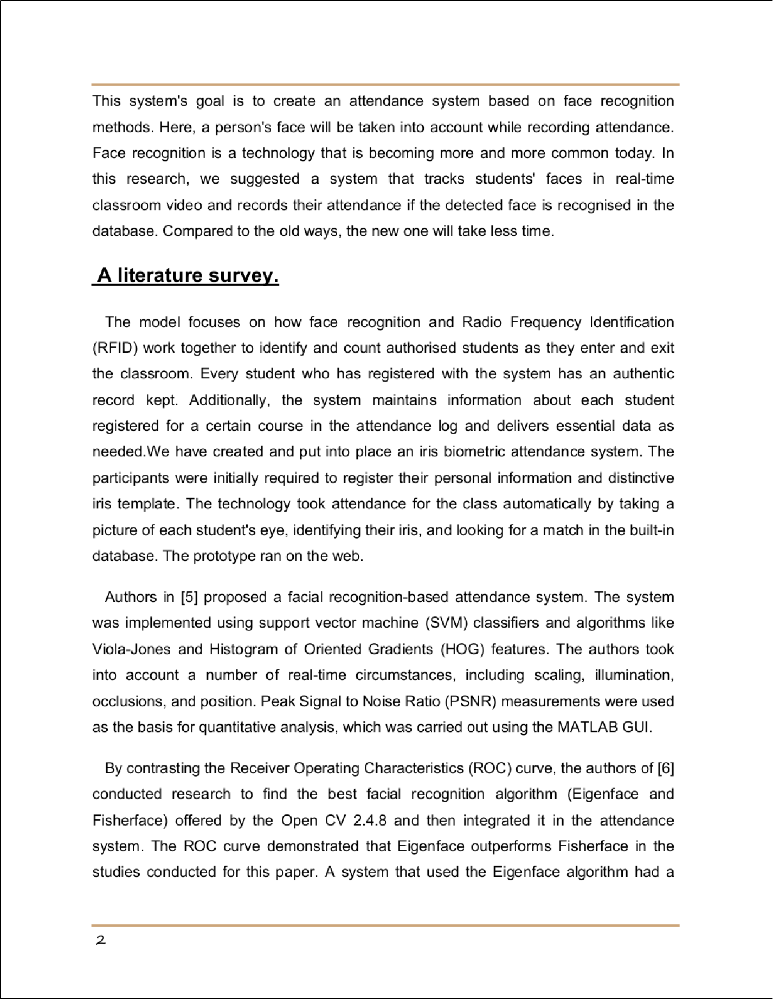 This system's goal is to create an attendance system based on face recognition
methods. Here, a person's face will be taken into account while recording attendance.
Face recognition is a technology that is becoming more and more common today. In
this research, we suggested a system that tracks students' faces in real-time
classroom video and records their attendance if the detected face is recognised in the
database. Compared to the old ways, the new one will take less time.
A literature survey.
The model focuses on how face recognition and Radio Frequency Identification
(RFID) work together to identify and count authorised students as they enter and exit
the classroom. Every student who has registered with the system has an authentic
record kept. Additionally, the system maintains information about each student
registered for a certain course in the attendance log and delivers essential data as
needed.We have created and put into place an iris biometric attendance system. The
participants were initially required to register their personal information and distinctive
iris template. The technology took attendance for the class automatically by taking a
picture of each student's eye, identifying their iris, and looking for a match in the built-in
database. The prototype ran on the web.
Authors in [5] proposed a facial recognition-based attendance system. The system
was implemented using support vector machine (SVM) classifiers and algorithms like
Viola-Jones and Histogram of Oriented Gradients (HOG) features. The authors took
into account a number of real-time circumstances, including scaling, illumination,
occlusions, and position. Peak Signal to Noise Ratio (PSNR) measurements were used
as the basis for quantitative analysis, which was carried out using the MATLAB GUI.
By contrasting the Receiver Operating Characteristics (ROC) curve, the authors of [6]
conducted research to find the best facial recognition algorithm (Eigenface and
Fisherface) offered by the Open CV 2.4.8 and then integrated it in the attendance
system. The ROC curve demonstrated that Eigenface outperforms Fisherface in the
studies conducted for this paper. A system that used the Eigenface algorithm had a
2